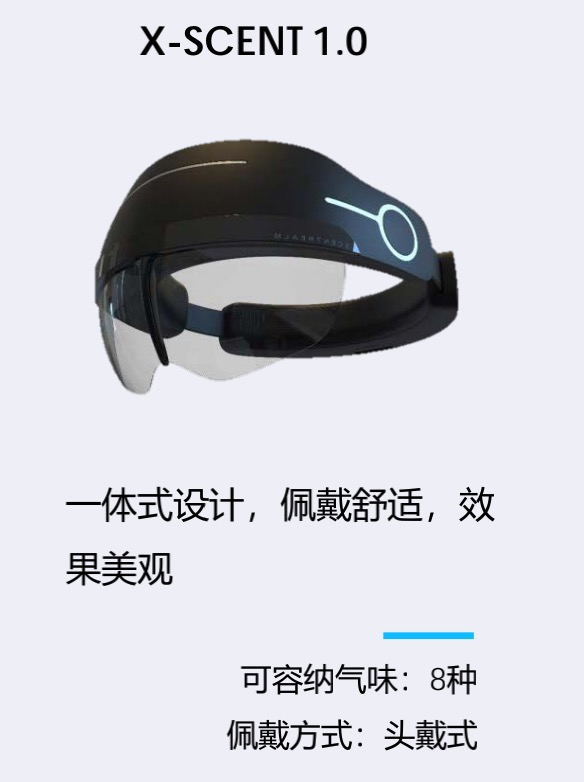 X-SCENT 1.0
SCENTREALM
一体式设计，佩戴舒适，效
果美观
可容纳气味：8种
佩戴方式：头戴式